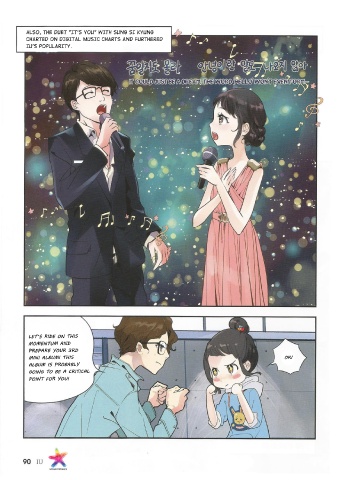 ALSO, THE DUET "IT'S YOU" WITH SUNG SI KYUNG
CHARTED ON DIGITAL MUSIC CHARTS AND FURTHERED
IU'S POPULARITY.
LET'S RIDE ON THIS
MOMENTUM AND
PREPARE YOUR 3RD
MINI ALBUM! THIS
ALBUM IS PROBABLY
GOING TO BE A CRITICAL
POINT FOR YOU!
OK!
90 IU